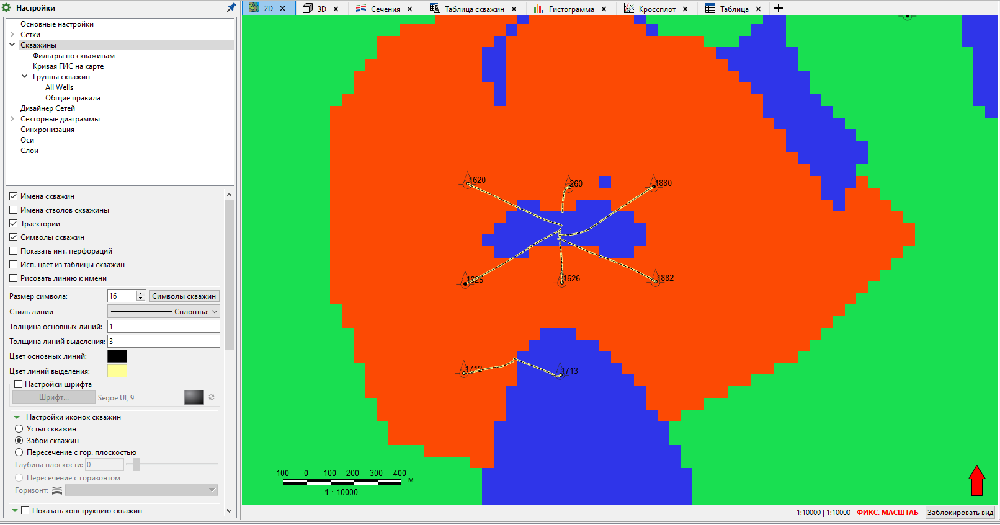 Настройки
2D
3D
Сечения
Таблица скважин
Гистограмма
Кроссплот
Таблица
Основные настройки
Сетки
Скважины
Фильтры по скважинам
Кривая ГИС на карте
Группы скважин
All Wells
Общие правила
Дизайнер Сетей
Секторные диаграммы
Синхронизация
Оси
Слои
Имена скважин
Имена стволов скважины
Траектории
Символы скважин
Показать инт. перфораций
Исп. цвет из таблицы скважин
Рисовать линию к имени
Размер символа: 16 Символы скважин
Стиль линии Сплошна
Толщина основных линий: 1
Толщина линий выделения: 3
Цвет основных линий:
Цвет линий выделения:
Настройки шрифта
Шрифт... Segoe UI, 9
Настройки иконок скважин
Устья скважин
Забои скважин
Пересечение с гор. плоскостью
Глубина плоскости: 0
Пересечение с горизонтом
Горизонт:
Показать конструкцию скважин
1620
260
1880
1625
1626
1882
1712
1713
100 0 100 200 300 400 м
1 : 10000
1:10000 | 1:10000 ФИКС. МАСШТАБ Заблокировать вид